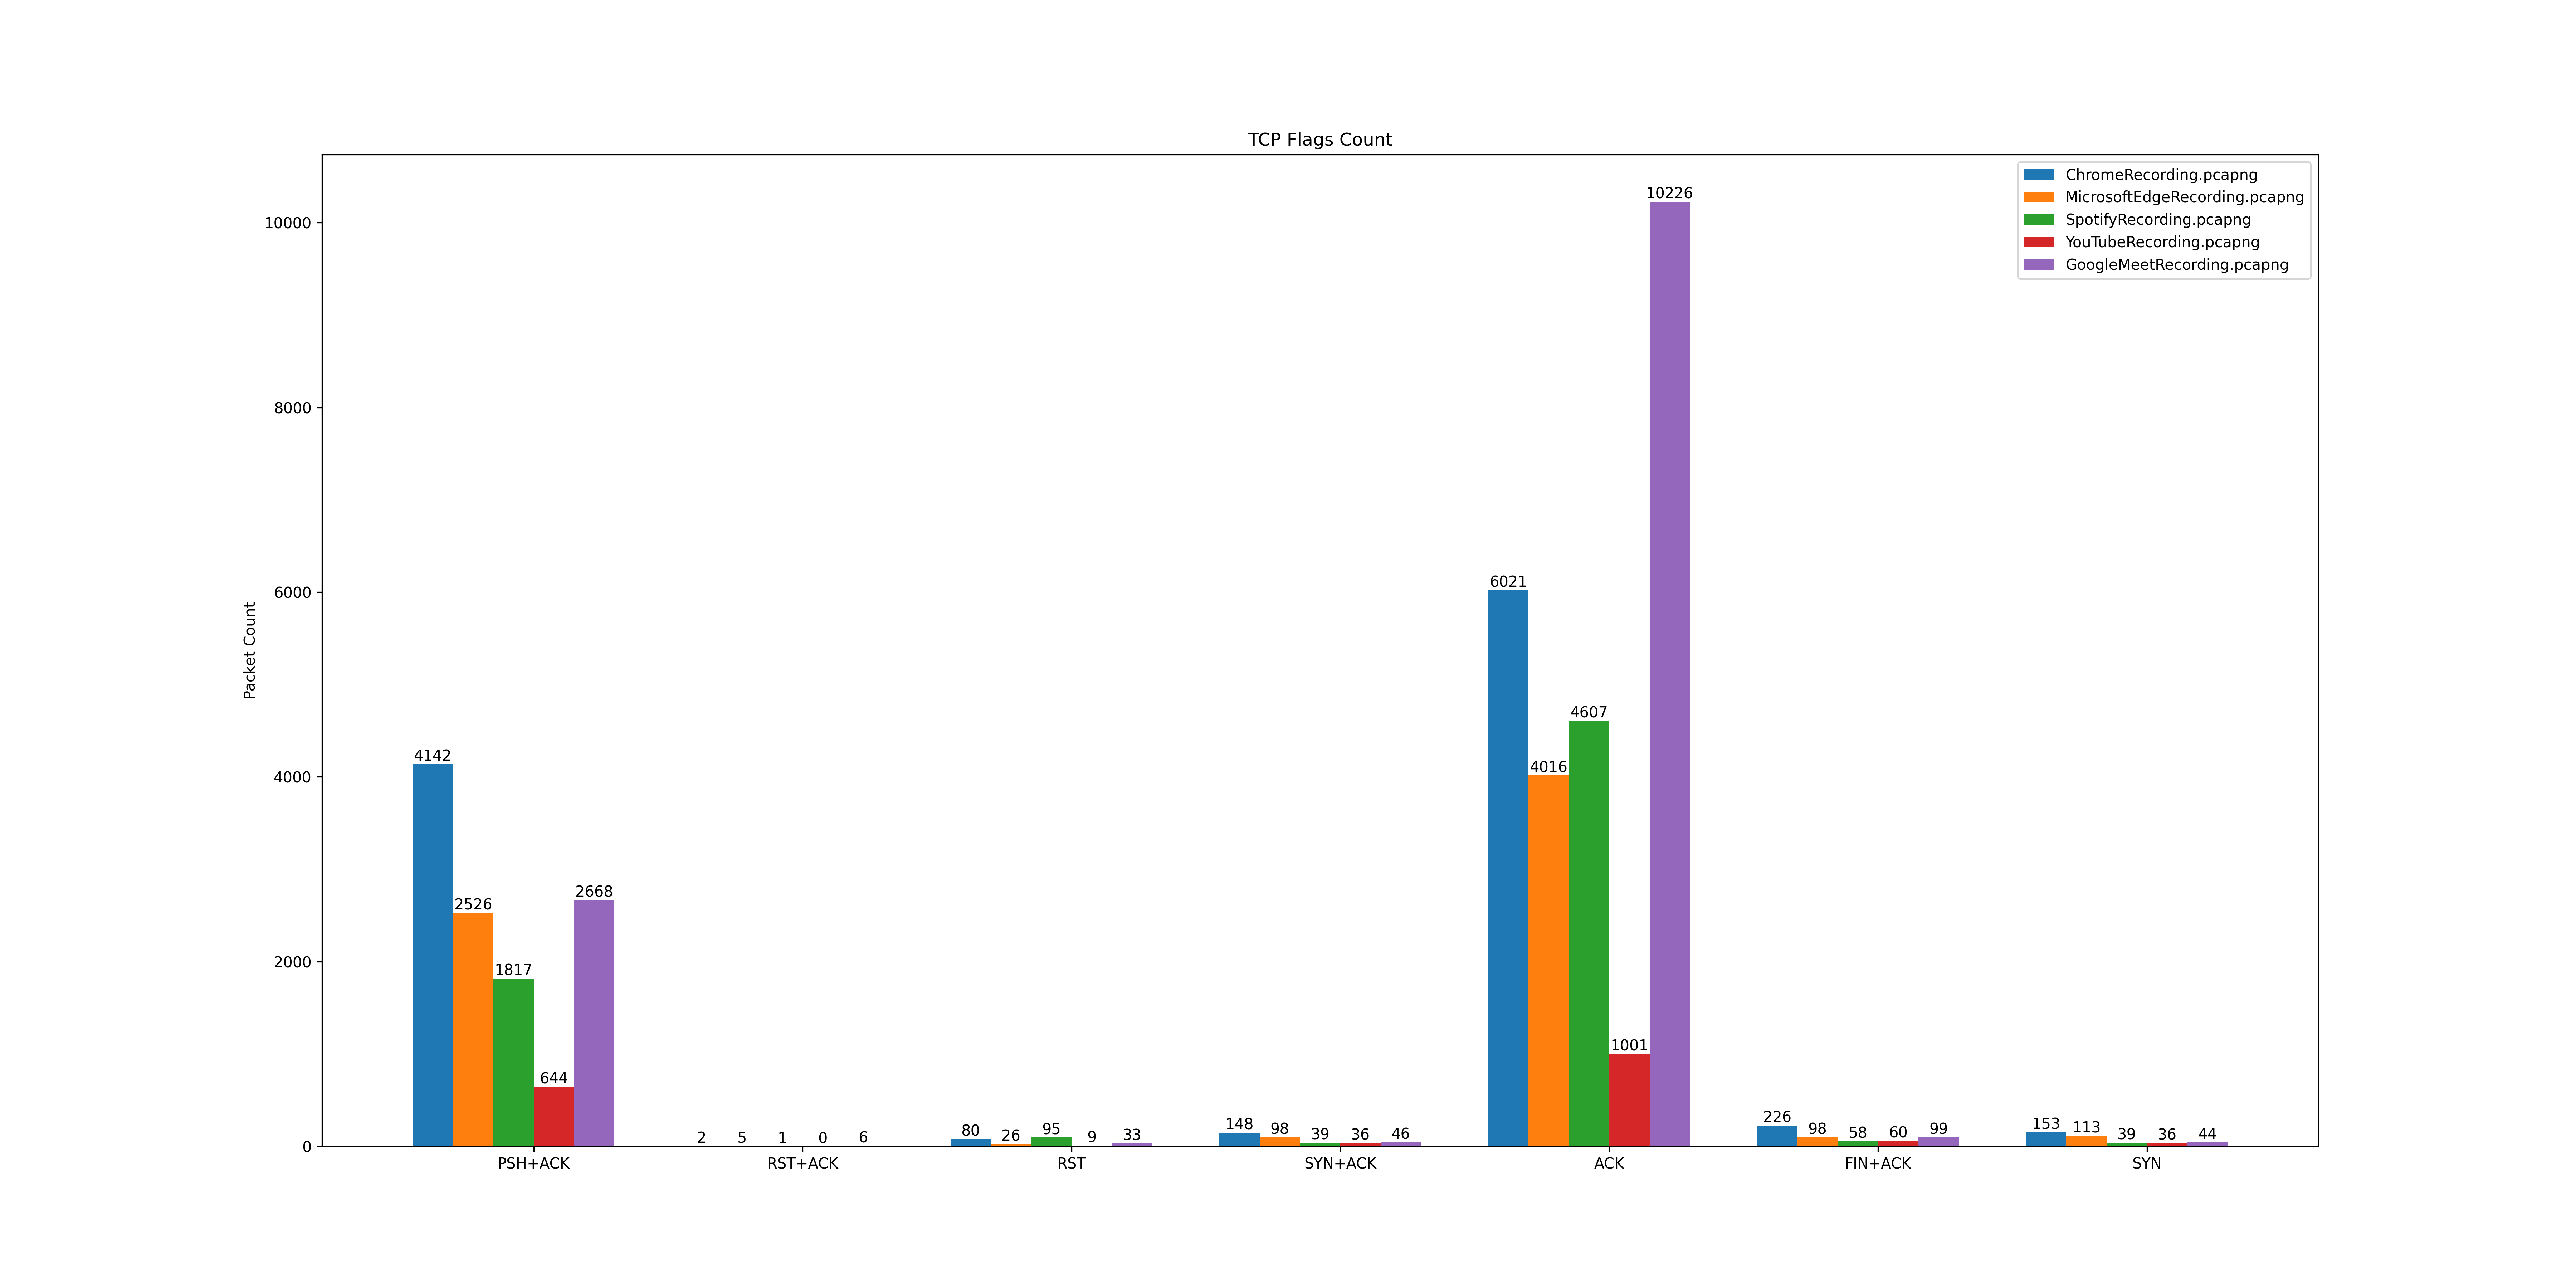 TCP Flags Count
ChromeRecording.pcapng
MicrosoftEdgeRecording.pcapng
SpotifyRecording.pcapng
YouTubeRecording.pcapng
GoogleMeetRecording.pcapng
Packet Count
10000
8000
6000
4000
2000
0
4142
2526
1817
644
2668
2
5
1
0
6
80
26
95
9
33
148
98
39
36
46
6021
4016
4607
1001
10226
226
98
58
60
99
153
113
39
36
44
PSH+ACK
RST+ACK
RST
SYN+ACK
ACK
FIN+ACK
SYN